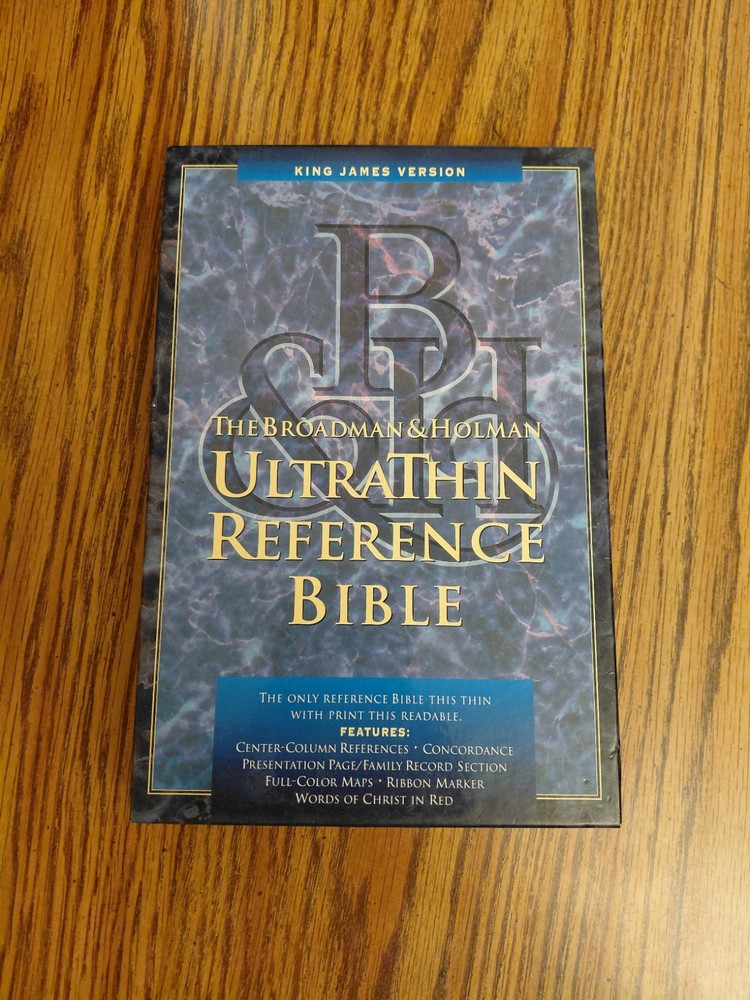 KING JAMES VERSION
B
&H
THE BROADMAN & HOLMAN
ULTRATHIN
REFERENCE
BIBLE
THE ONLY REFERENCE BIBLE THIS THIN
WITH PRINT THIS READABLE.
FEATURES:
CENTER-COLUMN REFERENCES • CONCORDANCE
PRESENTATION PAGE/FAMILY RECORD SECTION
FULL-COLOR MAPS • RIBBON MARKER
WORDS OF CHRIST IN RED